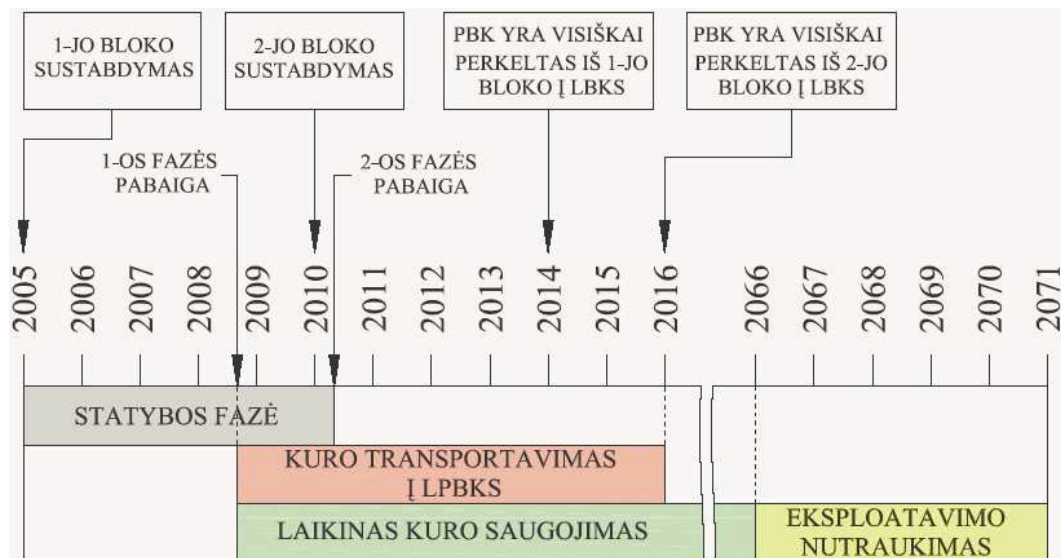 1-JO BLOKO
SUSTABDYMAS
2-JO BLOKO
SUSTABDYMAS
PBK YRA VISIŠKAI
PERKELTAS IŠ 1-JO
BLOKO Į LBKS
PBK YRA VISIŠKAI
PERKELTAS IŠ 2-JO
BLOKO Į LBKS
1-OS FAZĖS
PABAIGA
2-OS FAZĖS
PABAIGA
2005
2006
2007
2008
2009
2010
2011
2012
2013
2014
2015
2016
2066
2067
2068
2069
2070
2071
STATYBOS FAZĖ
KURO TRANSPORTAVIMAS
Į LPBKS
LAIKINAS KURO SAUGOJIMAS
EKSPLOATAVIMO
NUTRAUKIMAS